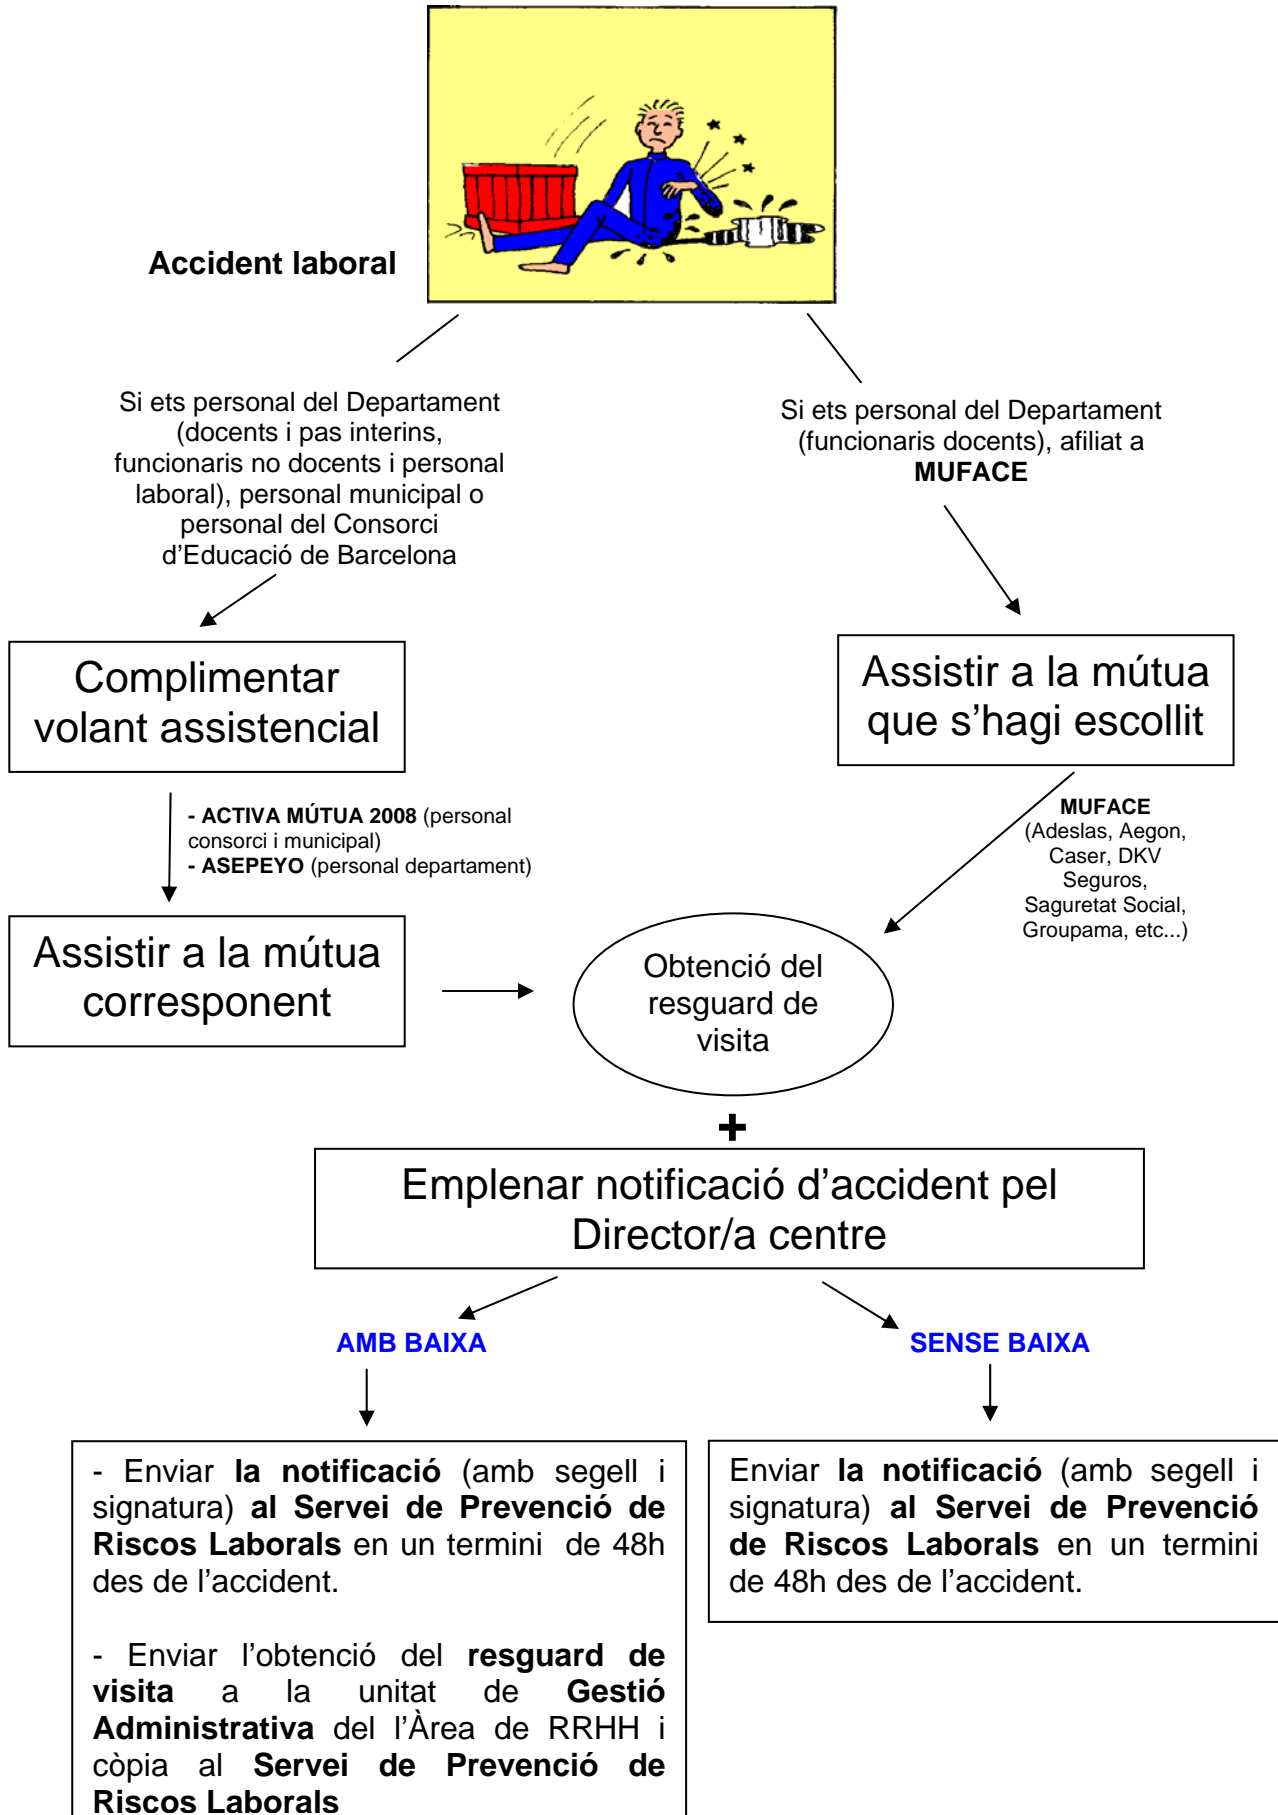 Accident laboral
Si ets personal del Departament
(docents i pas interins,
funcionaris no docents i personal
laboral), personal municipal o
personal del Consorci
d’Educació de Barcelona
Si ets personal del Departament
(funcionaris docents), afiliat a
MUFACE
Complimentar
volant assistencial
Assistir a la mútua
que s’hagi escollit
- ACTIVA MÚTUA 2008 (personal
consorci i municipal)
- ASEPEYO (personal departament)
MUFACE
(Adeslas, Aegon,
Caser, DKV
Seguros,
Saguretat Social,
Groupama, etc...)
Assistir a la mútua
corresponent
Obtenció del
resguard de
visita
+
Emplenar notificació d’accident pel
Director/a centre
AMB BAIXA
SENSE BAIXA
- Enviar la notificació (amb segell i
signatura) al Servei de Prevenció de
Riscos Laborals en un termini de 48h
des de l’accident.
- Enviar l’obtenció del resguard de
visita a la unitat de Gestió
Administrativa del l’Àrea de RRHH i
còpia al Servei de Prevenció de
Riscos Laborals
Enviar la notificació (amb segell i
signatura) al Servei de Prevenció
de Riscos Laborals en un termini
de 48h des de l’accident.